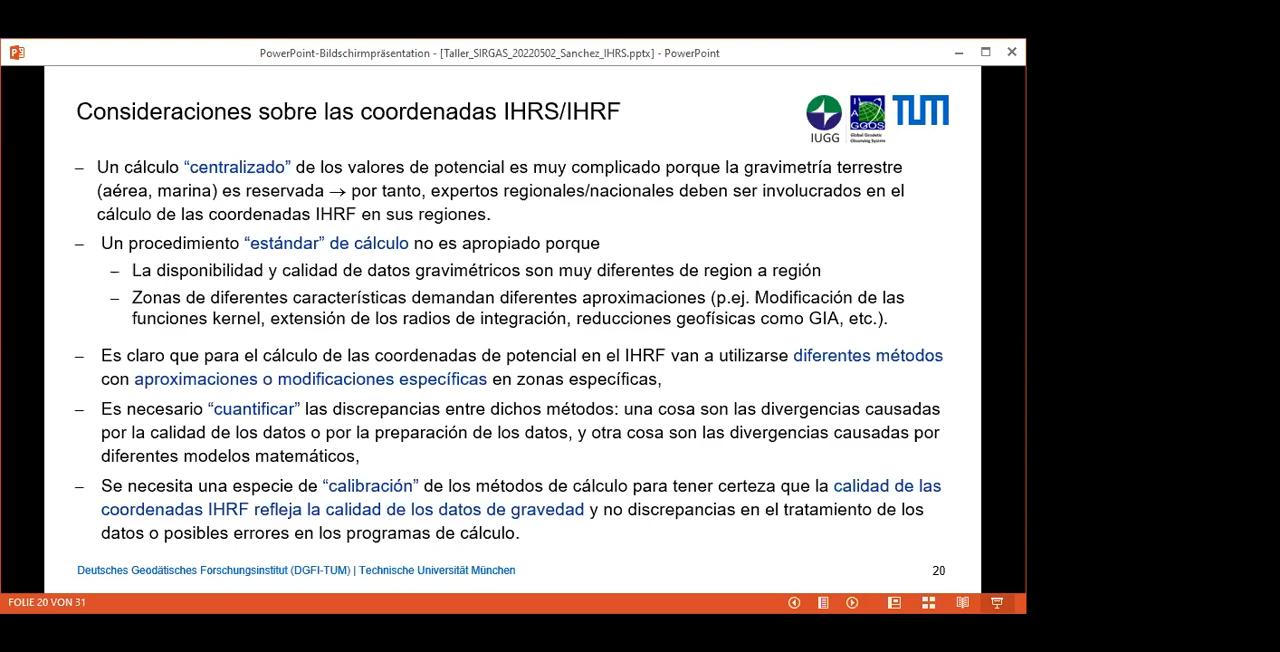 PowerPoint-Bildschirmpräsentation - [Taller_SIRGAS_20220502_Sanchez_IHRS.pptx] - PowerPoint
Consideraciones sobre las coordenadas IHRS/IHRF
IUGG
IAG
GGOS
Global Geodetic
Observing System
TUM
– Un cálculo “centralizado” de los valores de potencial es muy complicado porque la gravimetría terrestre
(aérea, marina) es reservada → por tanto, expertos regionales/nacionales deben ser involucrados en el
cálculo de las coordenadas IHRF en sus regiones.
– Un procedimiento “estándar” de cálculo no es apropiado porque
– La disponibilidad y calidad de datos gravimétricos son muy diferentes de region a región
– Zonas de diferentes características demandan diferentes aproximaciones (p.ej. Modificación de las
funciones kernel, extensión de los radios de integración, reducciones geofísicas como GIA, etc.).
– Es claro que para el cálculo de las coordenadas de potencial en el IHRF van a utilizarse diferentes métodos
con aproximaciones o modificaciones específicas en zonas específicas,
– Es necesario “cuantificar” las discrepancias entre dichos métodos: una cosa son las divergencias causadas
por la calidad de los datos o por la preparación de los datos, y otra cosa son las divergencias causadas por
diferentes modelos matemáticos,
– Se necesita una especie de “calibración” de los métodos de cálculo para tener certeza que la calidad de las
coordenadas IHRF refleja la calidad de los datos de gravedad y no discrepancias en el tratamiento de los
datos o posibles errores en los programas de cálculo.
Deutsches Geodätisches Forschungsinstitut (DGFI-TUM) | Technische Universität München
20
FOLIE 20 VON 31